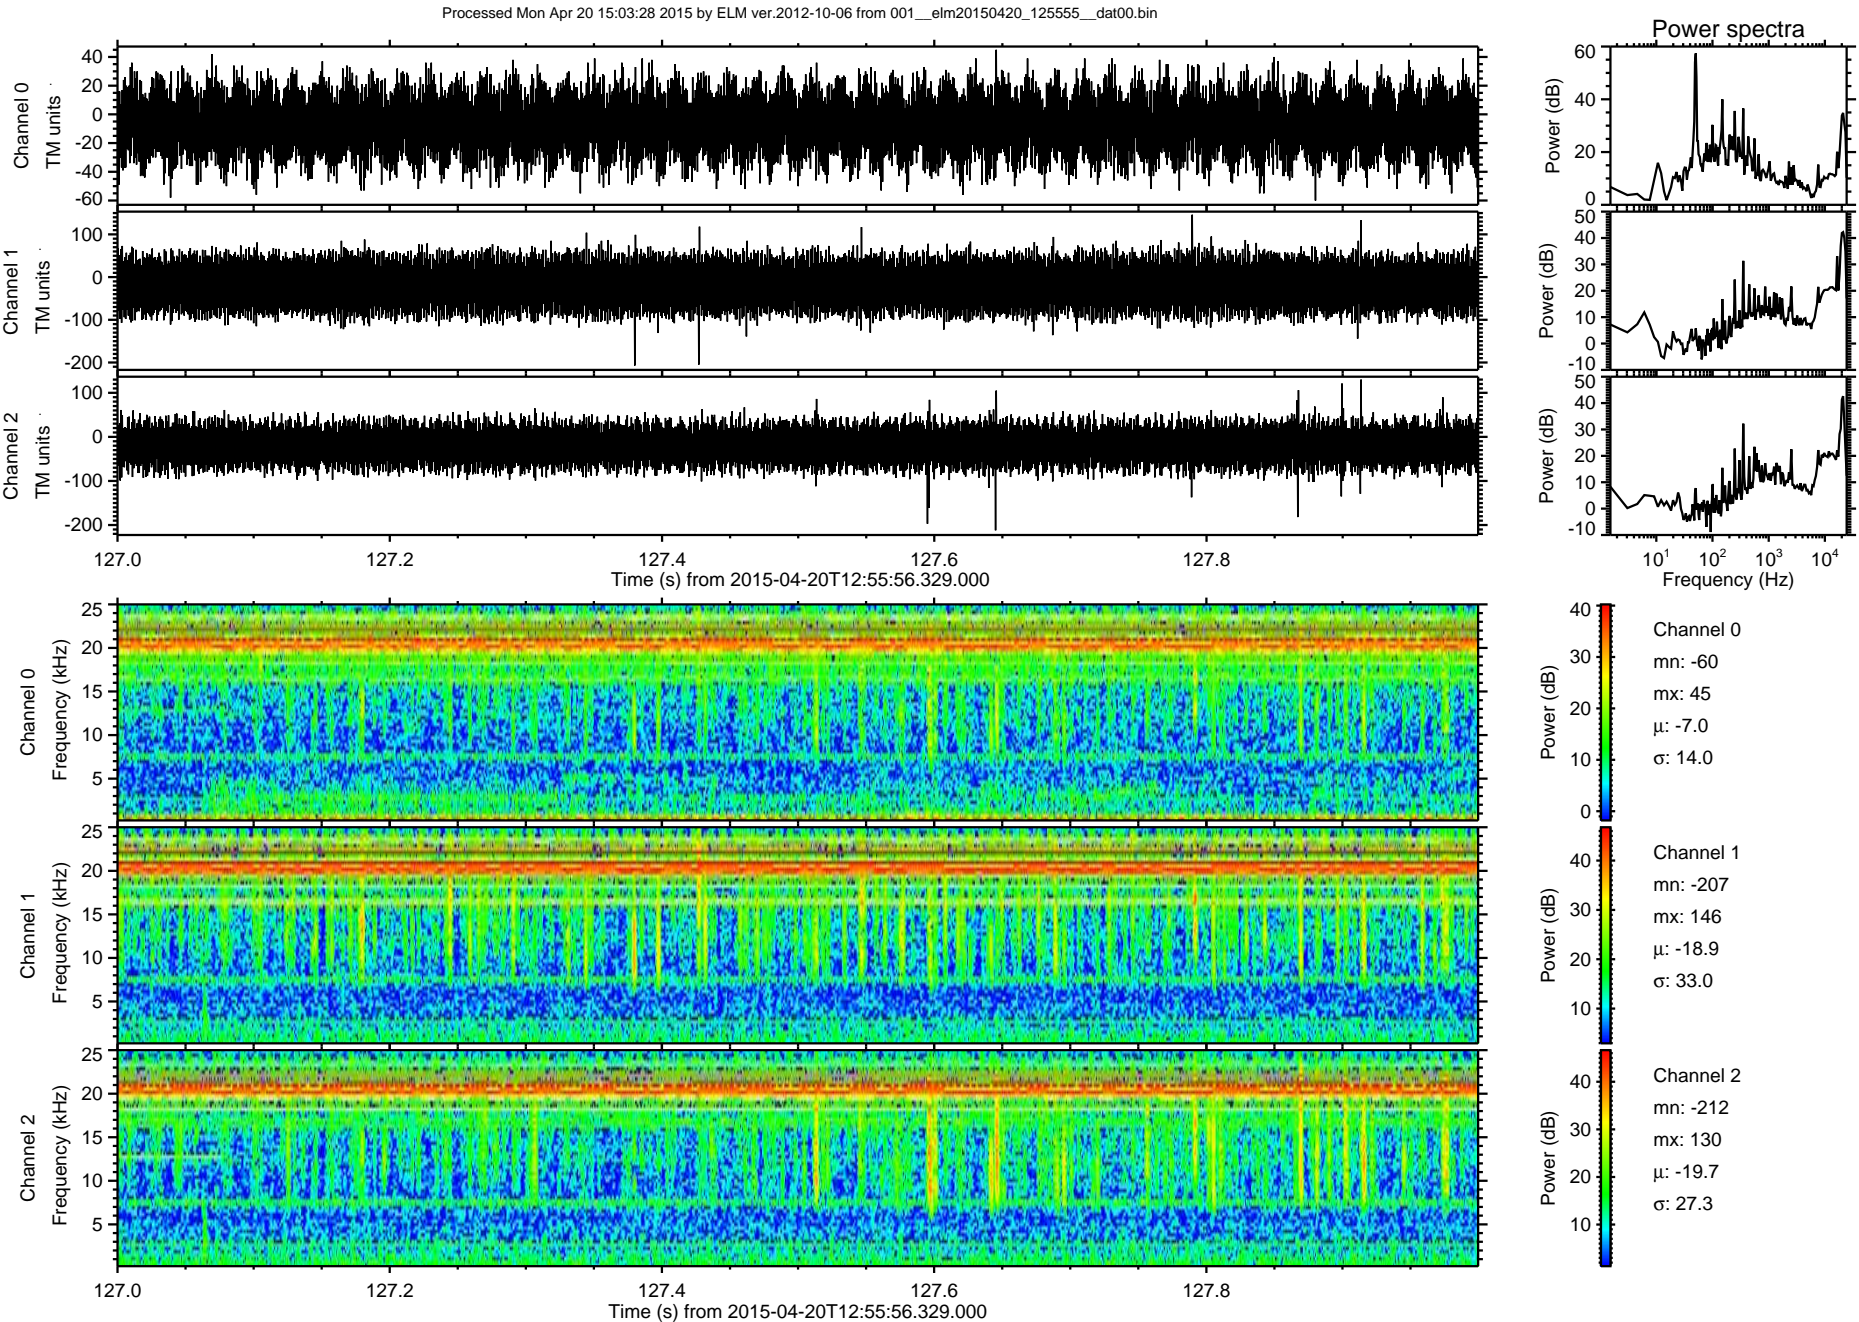 Processed Mon Apr 20 15:03:28 2015 by ELM ver.2012-10-06 from 001__elm20150420_125555__dat00.bin
Power spectra
Channel 0
TM units
40
20
0
-20
-40
-60
Power (dB)
60
40
20
0
Channel 1
TM units
100
0
-100
-200
Power (dB)
50
40
30
20
10
0
-10
Channel 2
TM units
100
0
-100
-200
Power (dB)
50
40
30
20
10
0
-10
127.0 127.2 127.4 127.6 127.8
Time (s) from 2015-04-20T12:55:56.329.000
10¹ 10² 10³ 10⁴
Frequency (Hz)
Channel 0
Frequency (kHz)
25
20
15
10
5
Power (dB)
40
30
20
10
0
Channel 0
mn: -60
mx: 45
μ: -7.0
σ: 14.0
Channel 1
Frequency (kHz)
25
20
15
10
5
Power (dB)
40
30
20
10
Channel 1
mn: -207
mx: 146
μ: -18.9
σ: 33.0
Channel 2
Frequency (kHz)
25
20
15
10
5
Power (dB)
40
30
20
10
Channel 2
mn: -212
mx: 130
μ: -19.7
σ: 27.3
127.0 127.2 127.4 127.6 127.8
Time (s) from 2015-04-20T12:55:56.329.000